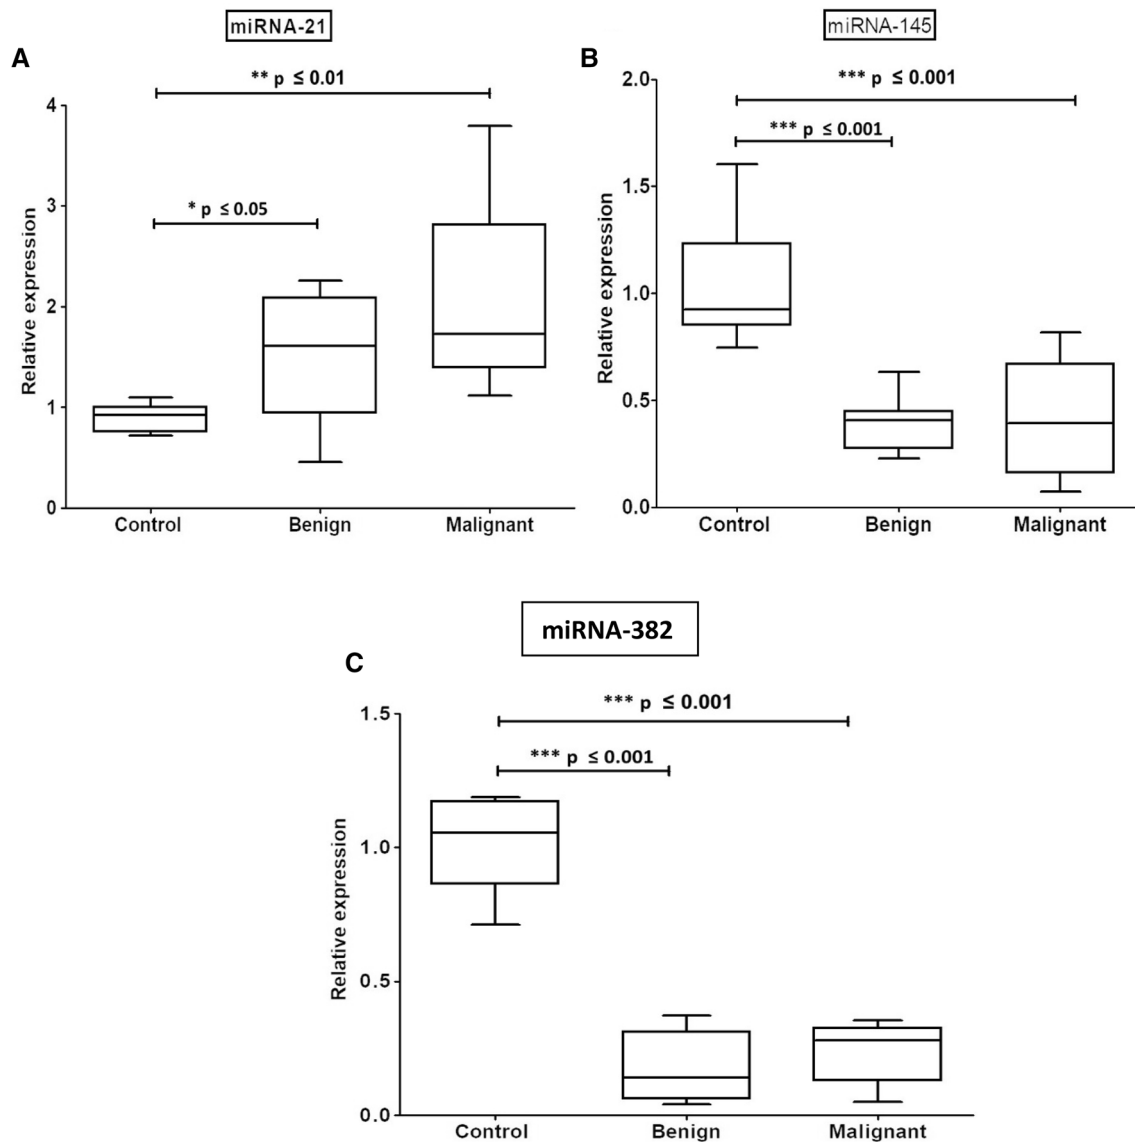 miRNA-21
A
** p ≤ 0.01
* p ≤ 0.05
Relative expression
4
3
2
1
0
Control Benign Malignant
miRNA-145
B
*** p ≤ 0.001
*** p ≤ 0.001
Relative expression
2.0
1.5
1.0
0.5
0.0
Control Benign Malignant
miRNA-382
C
*** p ≤ 0.001
*** p ≤ 0.001
Relative expression
1.5
1.0
0.5
0.0
Control Benign Malignant